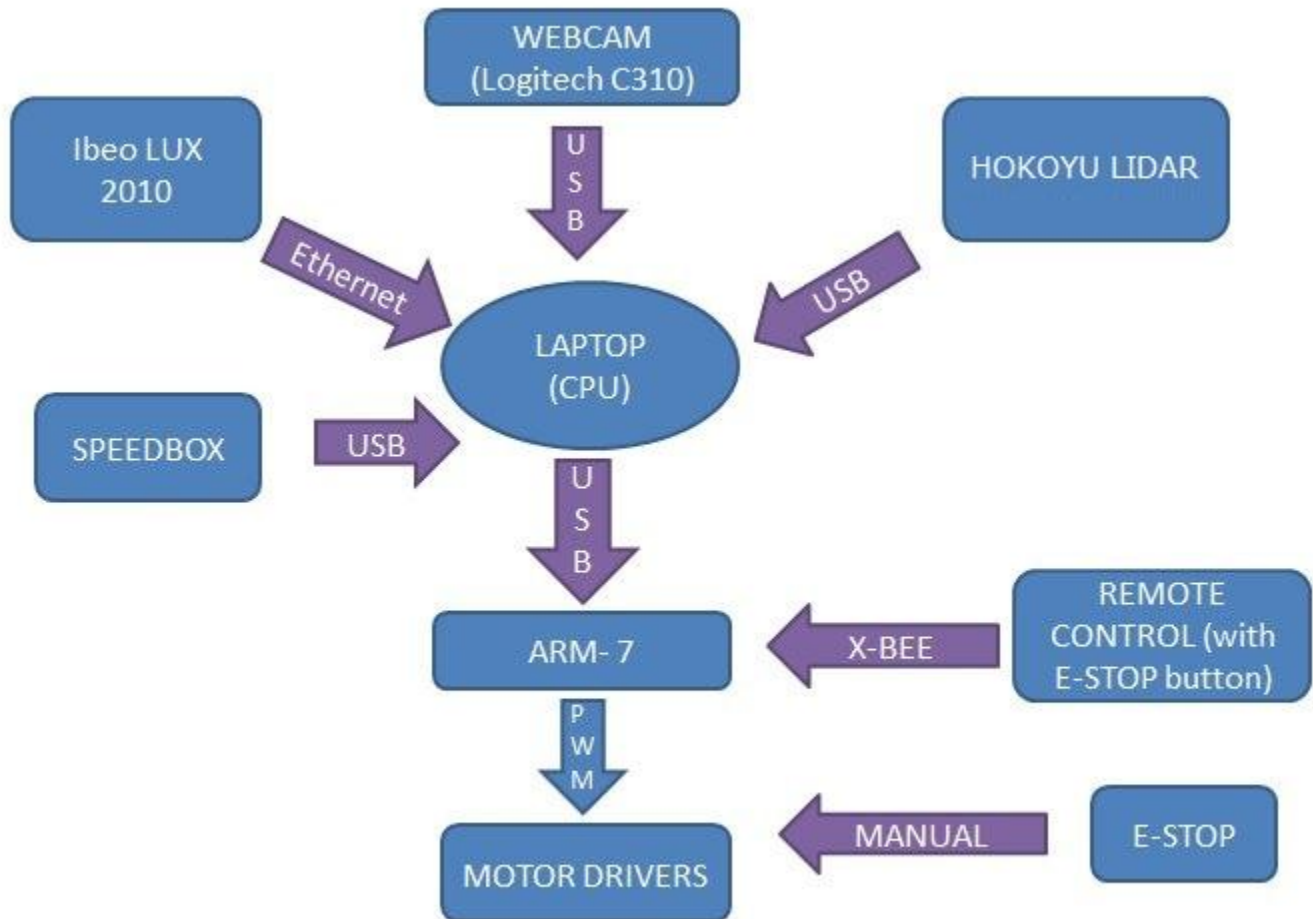 WEBCAM
(Logitech C310)
Ibeo LUX
2010
HOKOYU LIDAR
U
S
B
Ethernet
USB
LAPTOP
(CPU)
SPEEDBOX
USB
U
S
B
ARM- 7
X-BEE
REMOTE
CONTROL (with
E-STOP button)
P
W
M
MOTOR DRIVERS
MANUAL
E-STOP